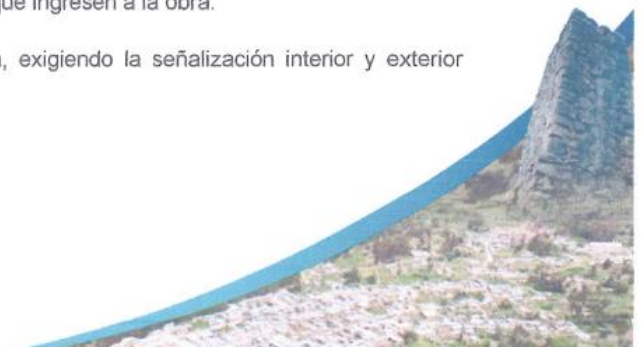 que ingresen a la obra.
, exigiendo la señalización interior y exterior